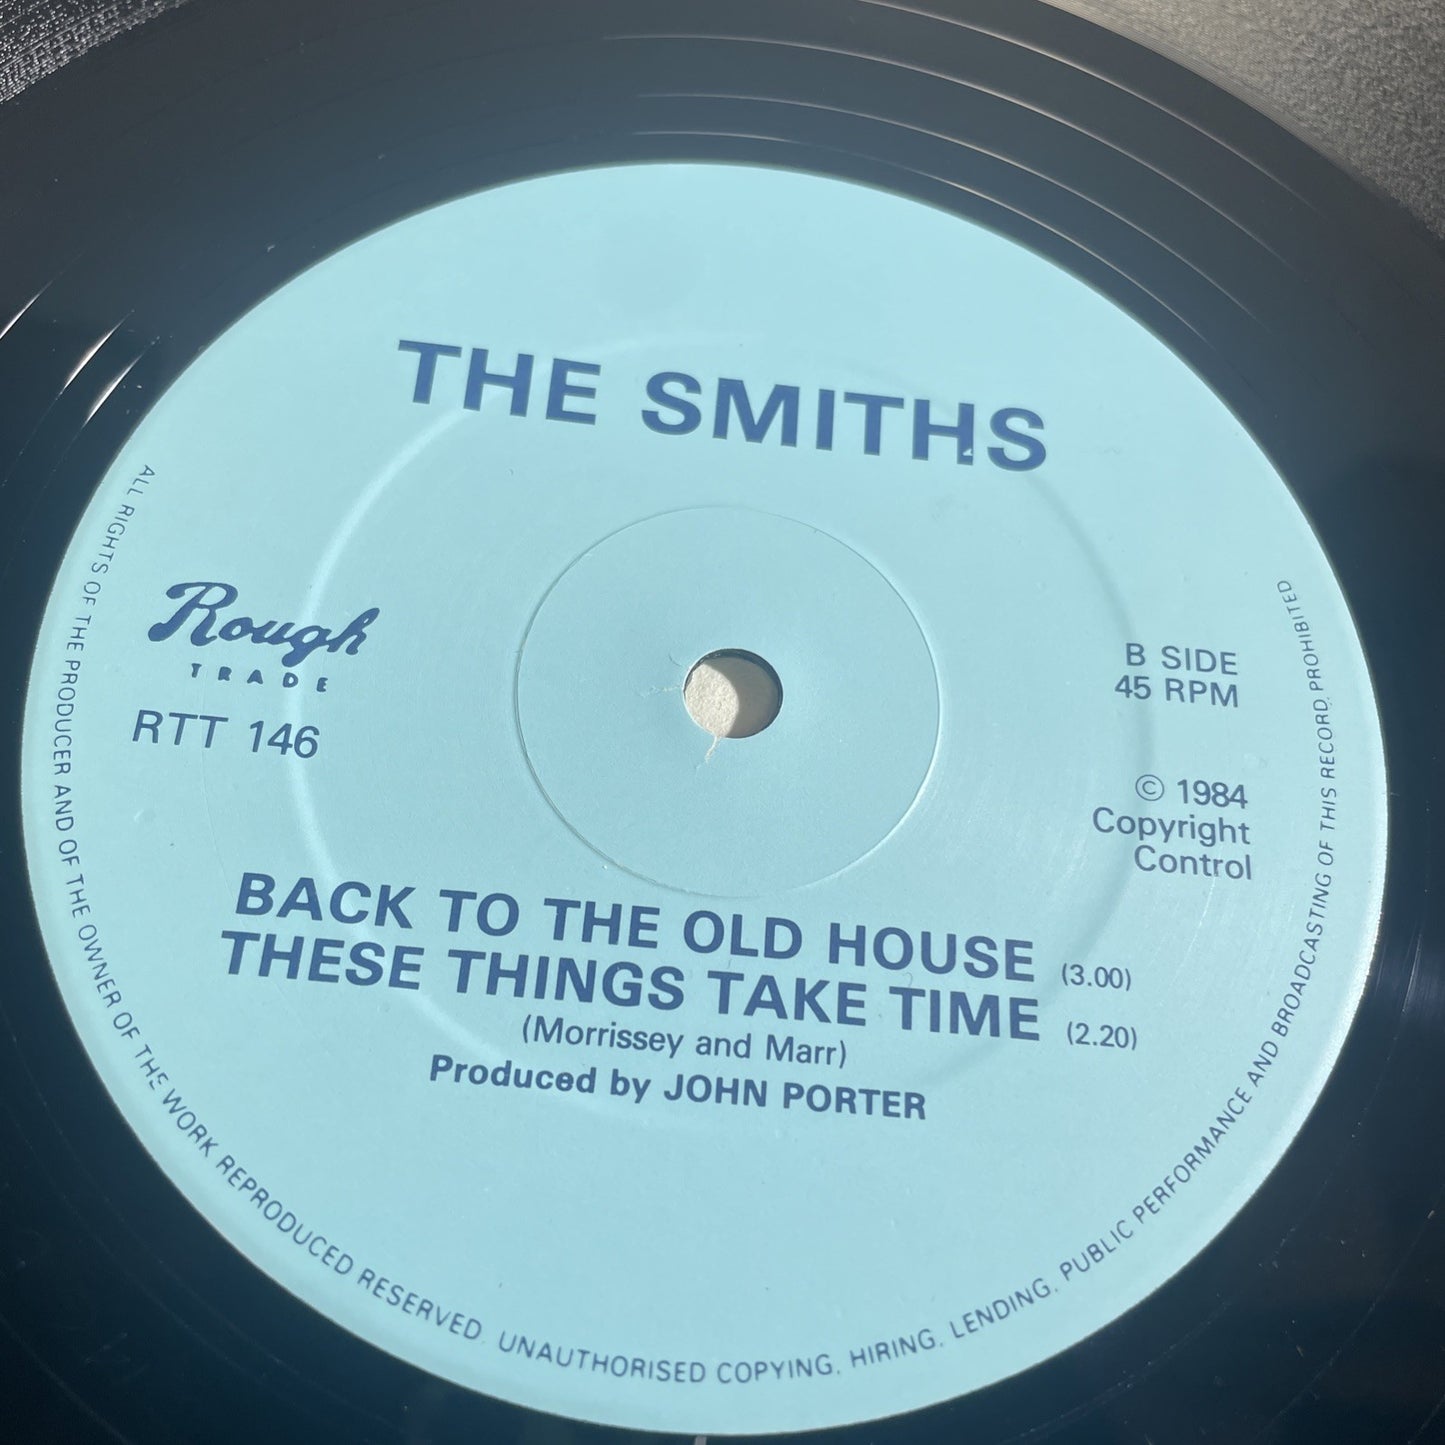 THE SMITHS
Rough
TRADE
RTT 146
B SIDE
45 RPM
© 1984
Copyright
Control
BACK TO THE OLD HOUSE (3.00)
THESE THINGS TAKE TIME (2.20)
(Morrissey and Marr)
Produced by JOHN PORTER
ALL RIGHTS OF THE PRODUCER AND OF THE OWNER OF THE WORK REPRODUCED RESERVED. UNAUTHORISED COPYING, HIRING, LENDING, PUBLIC PERFORMANCE AND BROADCASTING OF THIS RECORD PROHIBITED